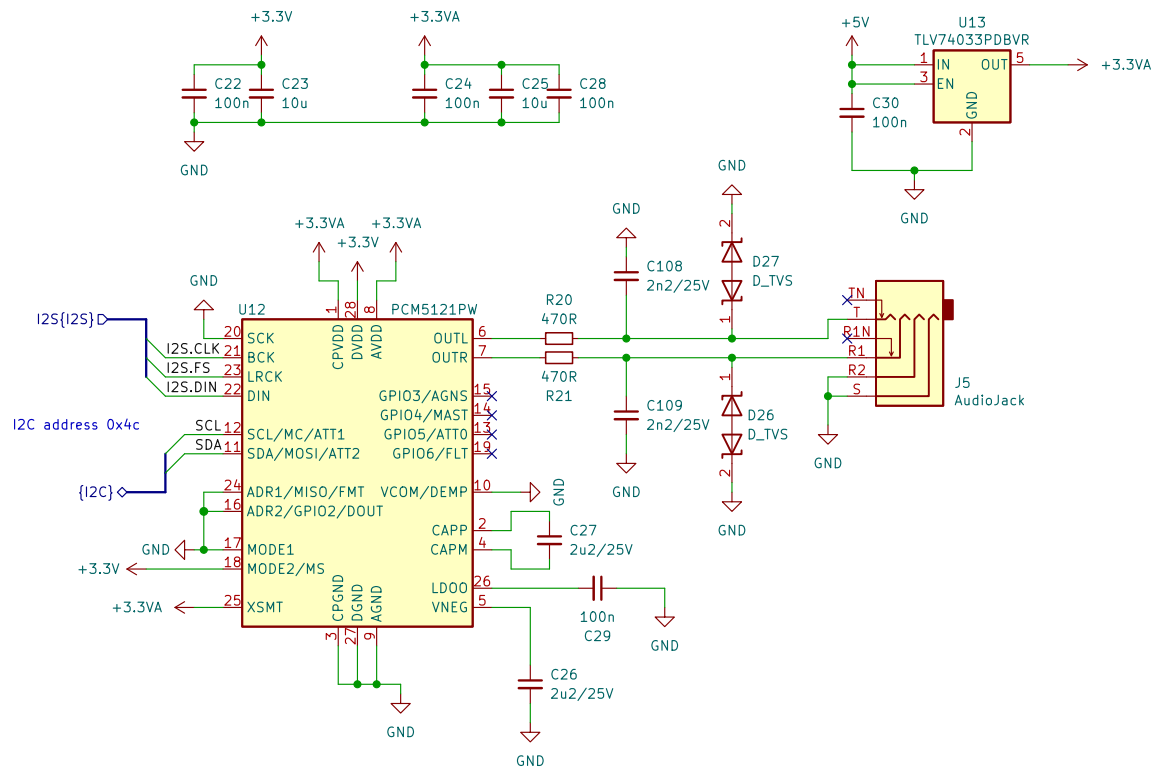 +3.3V
C22
100n
C23
10u
GND
+3.3VA
C24
100n
C25
10u
C28
100n
+5V
U13
TLV74033PDBVR
1
IN
3
EN
OUT
5
GND
2
+3.3VA
C30
100n
GND
+3.3VA
+3.3V
+3.3VA
GND
U12
PCM5121PW
1
28
8
CPVDD
DVDD
AVDD
I2S{I2S}
I2S.CLK
I2S.FS
I2S.DIN
20
SCK
21
BCK
23
LRCK
22
DIN
I2C address 0x4c
SCL
SDA
{I2C}
12
SCL/MC/ATT1
11
SDA/MOSI/ATT2
24
ADR1/MISO/FMT
16
ADR2/GPIO2/DOUT
GND
17
MODE1
+3.3V
18
MODE2/MS
+3.3VA
25
XSMT
CPGND
DGND
AGND
3
27
9
GND
OUTL
6
OUTR
7
GPIO3/AGNS
15
GPIO4/MAST
14
GPIO5/ATT0
13
GPIO6/FLT
19
VCOM/DEMP
10
GND
CAPP
2
CAPM
4
C27
2u2/25V
LDOO
26
100n
C29
GND
VNEG
5
C26
2u2/25V
GND
R20
470R
470R
R21
GND
C108
2n2/25V
C109
2n2/25V
GND
GND
2
D27
D_TVS
1
1
D26
D_TVS
2
GND
TN
T
R1N
R1
R2
S
J5
AudioJack
GND